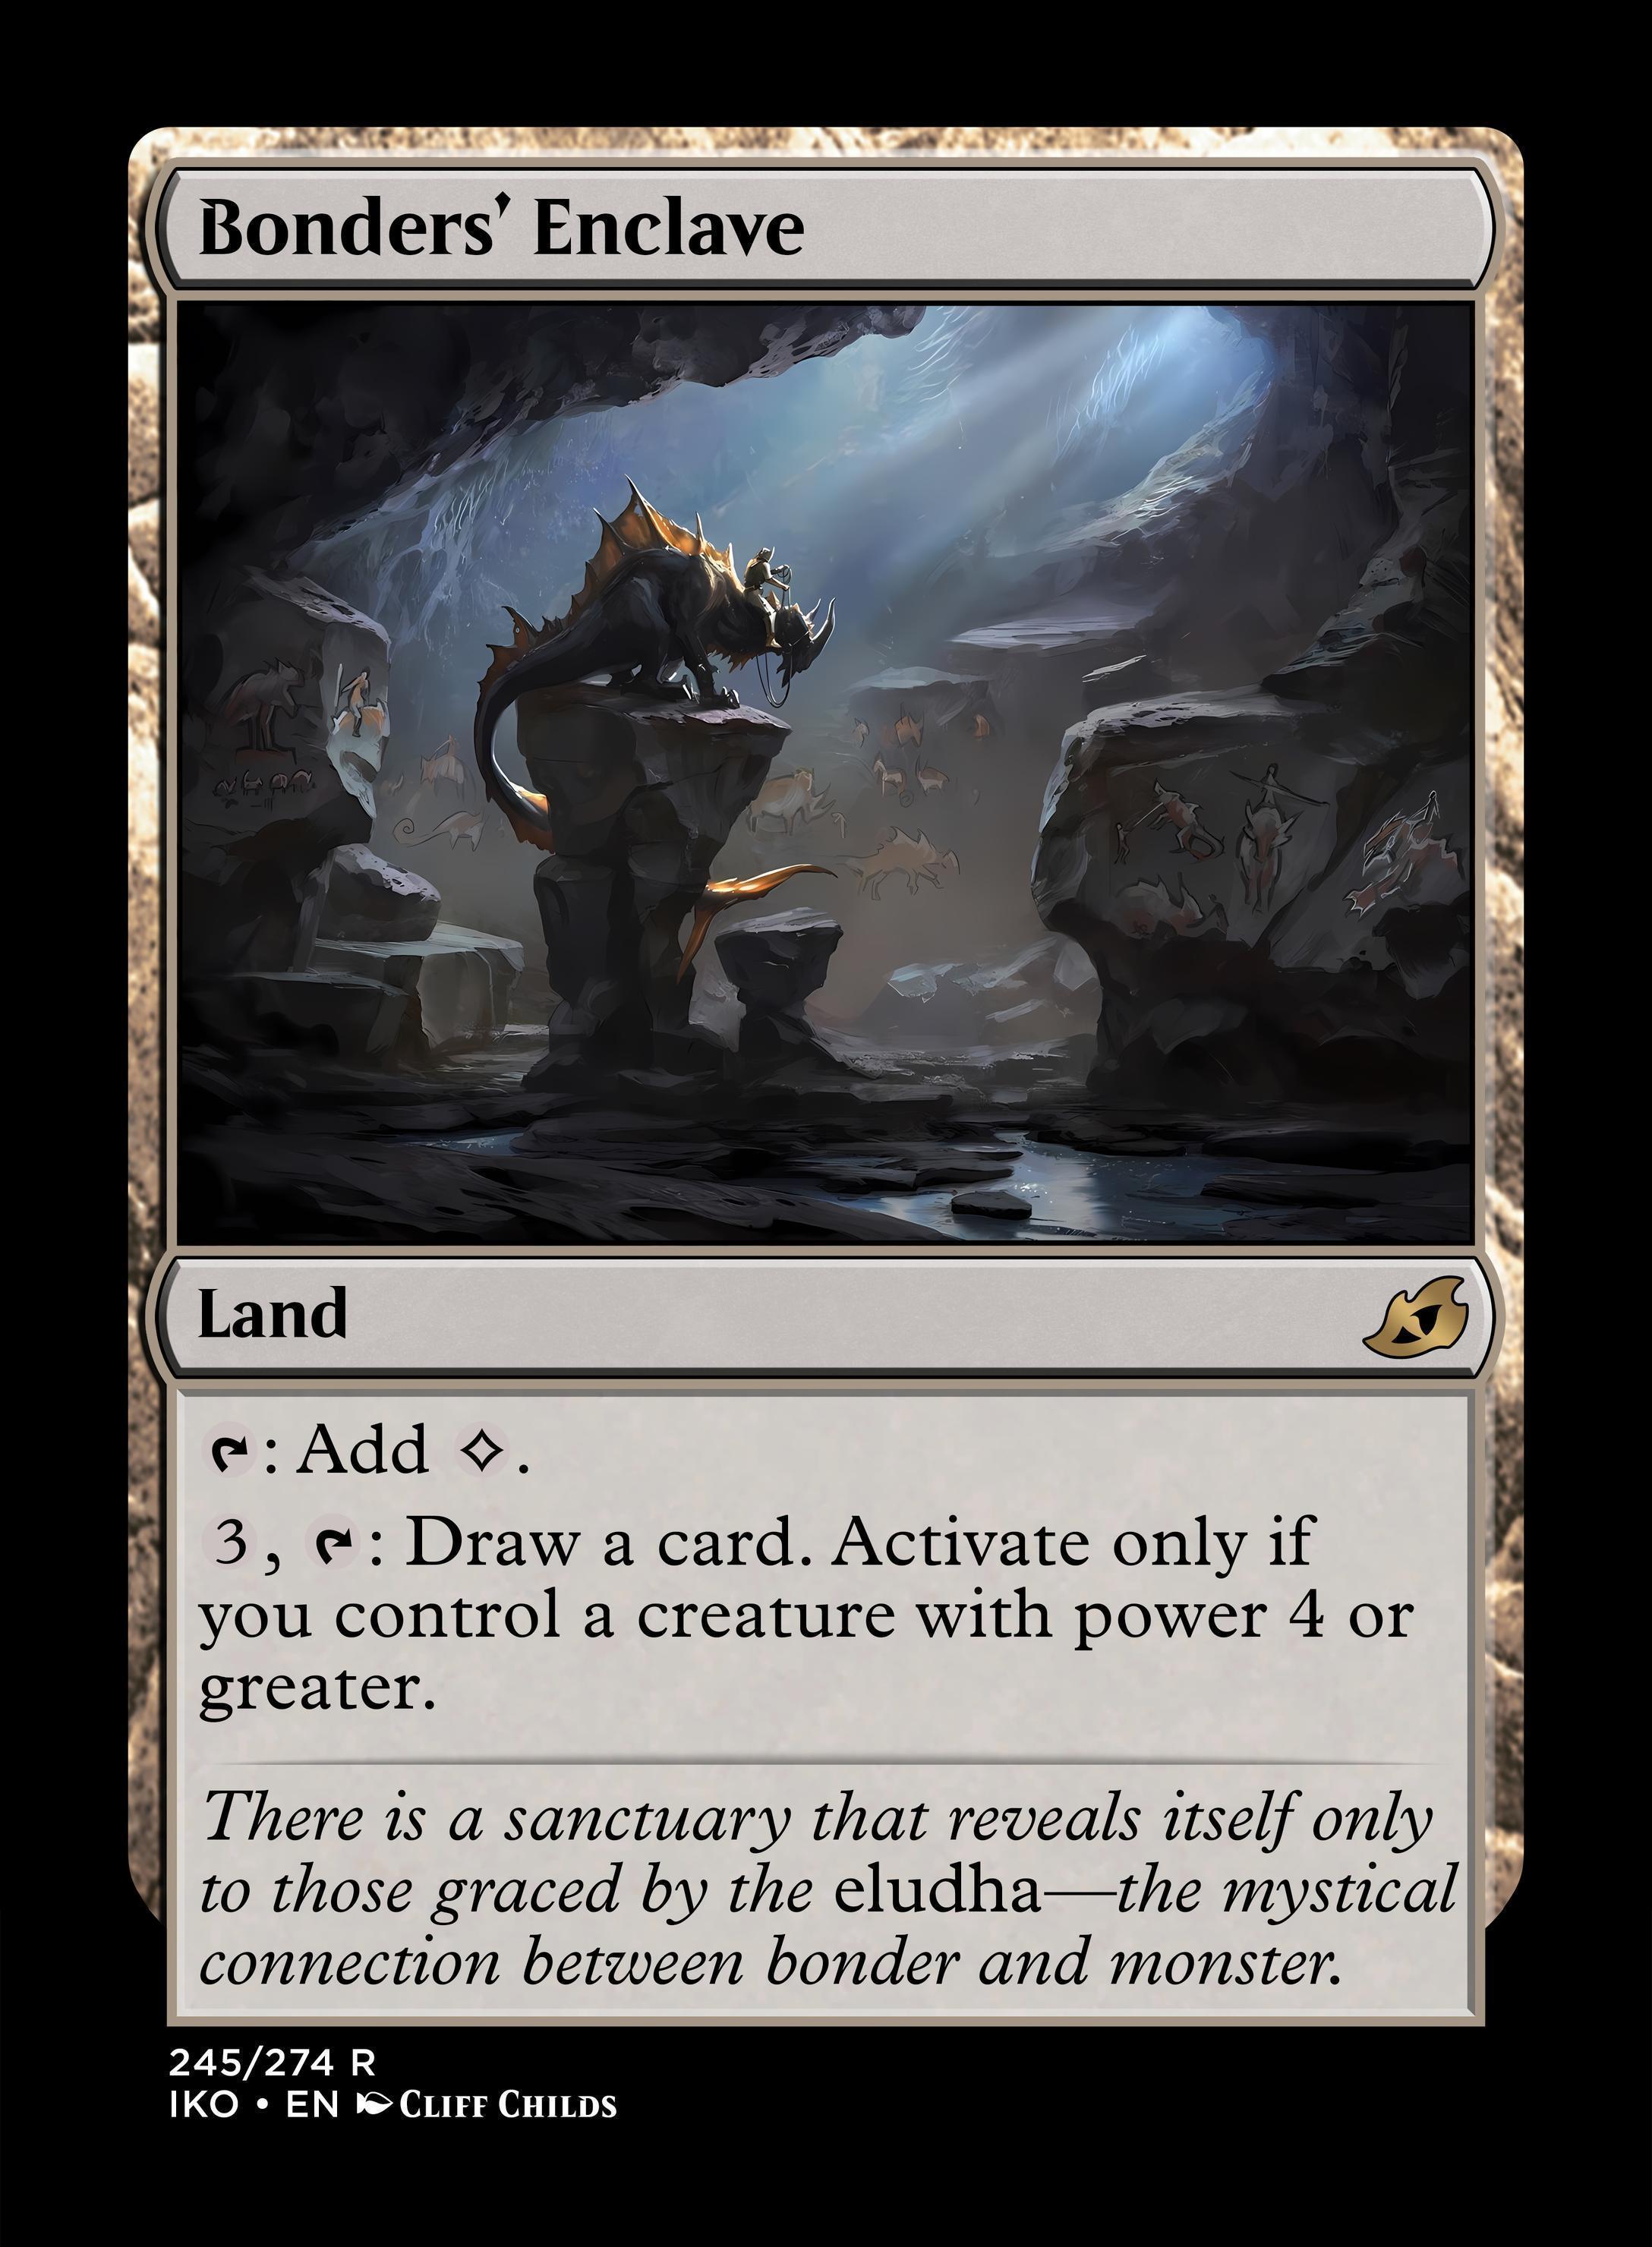 Bonders’ Enclave
Land
: Add .
3, : Draw a card. Activate only if
you control a creature with power 4 or
greater.
There is a sanctuary that reveals itself only
to those graced by the eludha—the mystical
connection between bonder and monster.
245/274 R
IKO • EN Cliff Childs